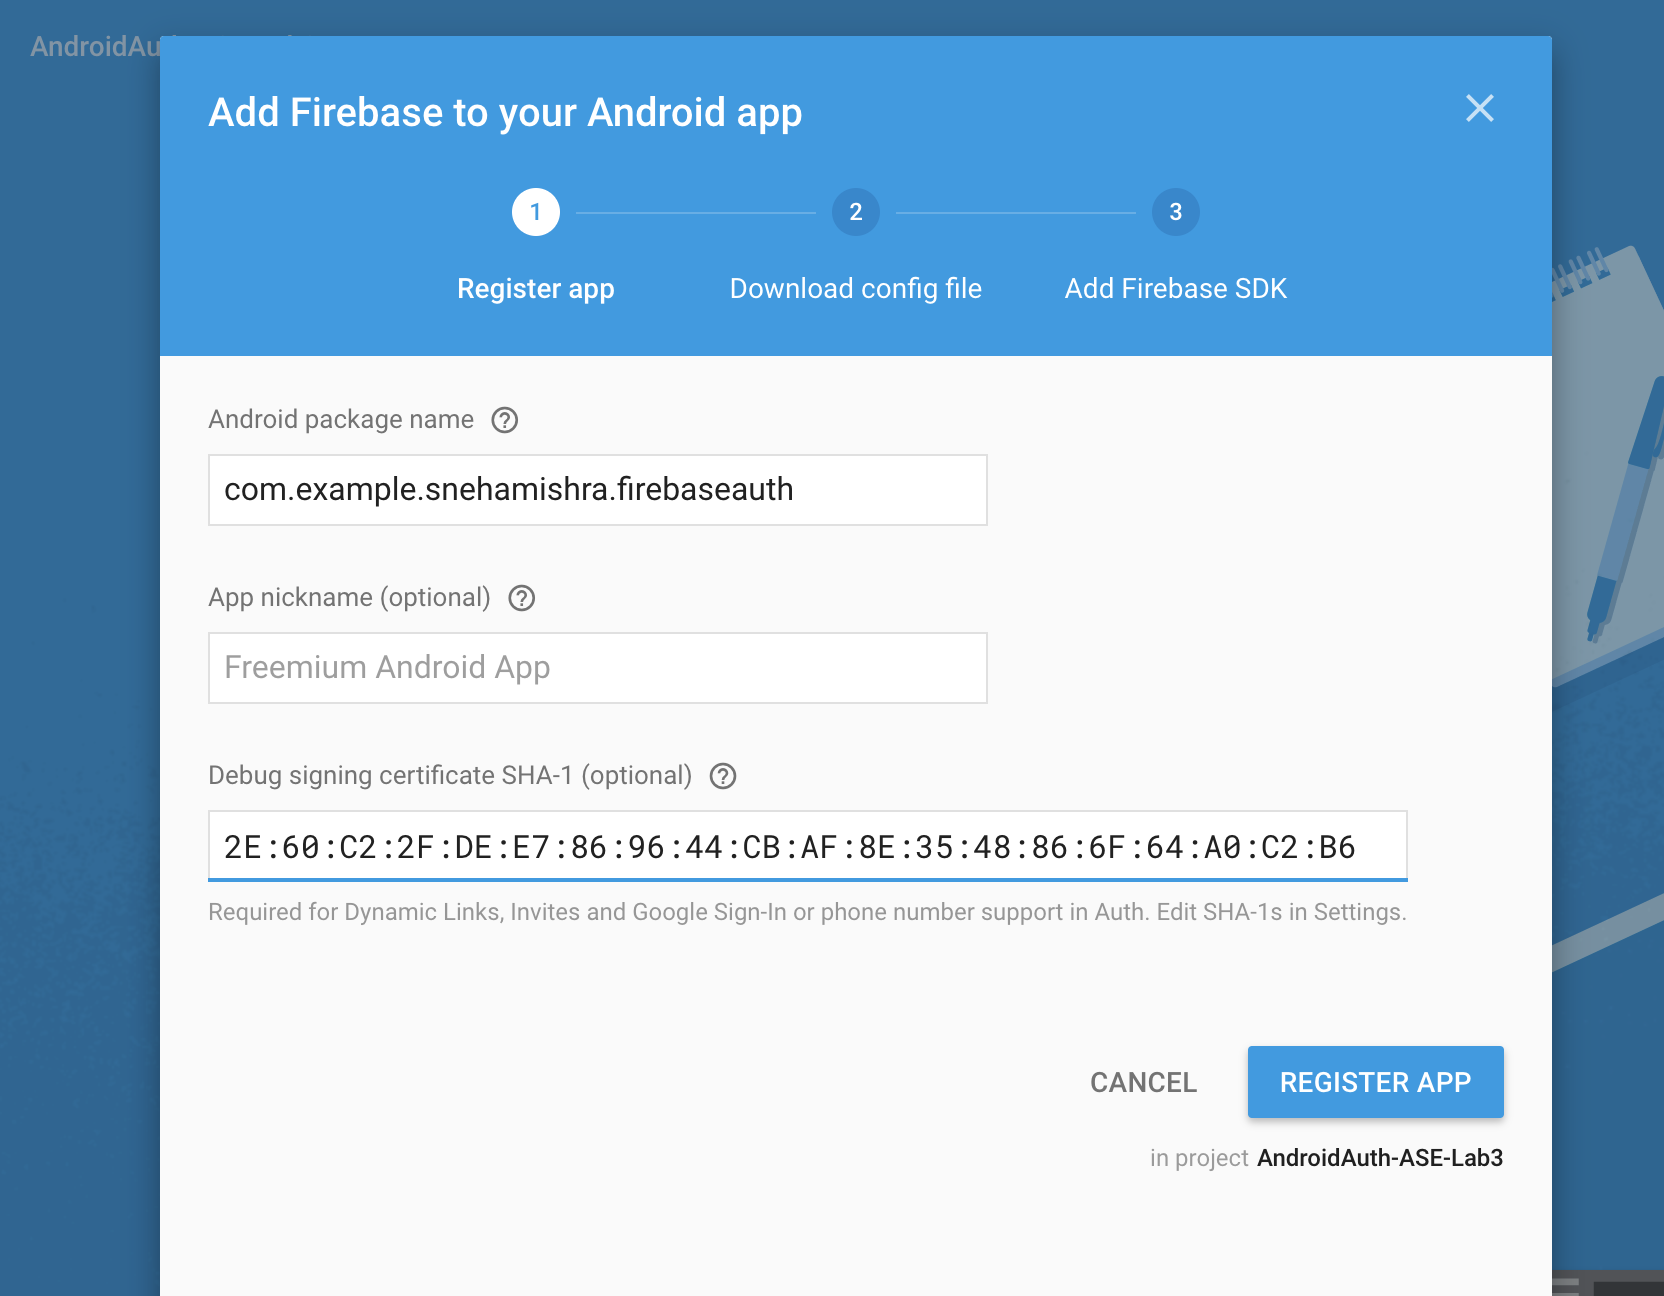 Add Firebase to your Android app
1
2
3
Register app
Download config file
Add Firebase SDK
Android package name ?
com.example.snehamishra.firebaseauth
App nickname (optional) ?
Freemium Android App
Debug signing certificate SHA-1 (optional) ?
2E:60:C2:2F:DE:E7:86:96:44:CB:AF:8E:35:48:86:6F:64:A0:C2:B6
Required for Dynamic Links, Invites and Google Sign-In or phone number support in Auth. Edit SHA-1s in Settings.
CANCEL
REGISTER APP
in project AndroidAuth-ASE-Lab3